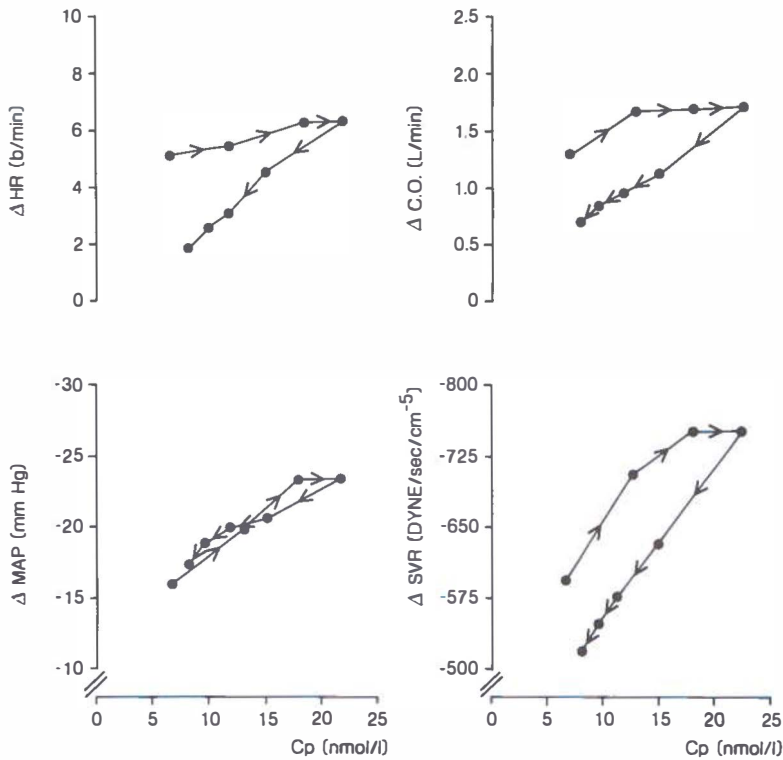 Δ HR (b/min)
10
8
6
4
2
0
Δ C.O. (L/min)
2.5
2.0
1.5
1.0
0.5
0
Δ MAP (mm Hg)
-30
-25
-20
-15
-10
0 5 10 15 20 25
Cp (nmol/l)
Δ SVR (DYNE/sec/cm⁻⁵)
-800
-725
-650
-575
-500
0 5 10 15 20 25
Cp (nmol/l)